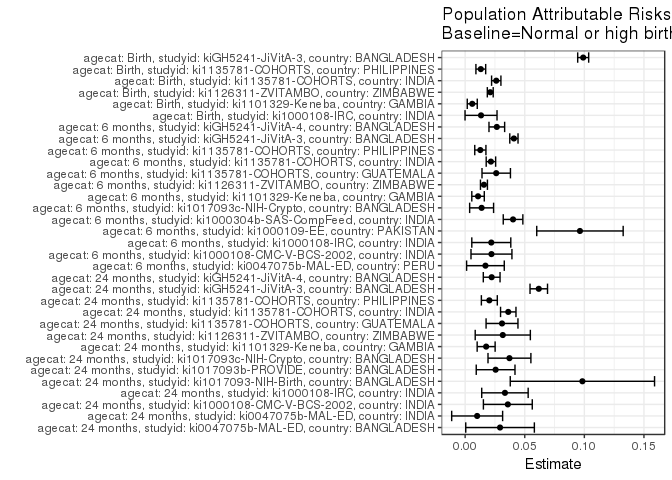 Population Attributable Risks
Baseline=Normal or high birt
agecat: Birth, studyid: kiGH5241-JiVitA-3, country: BANGLADESH
agecat: Birth, studyid: ki1135781-COHORTS, country: PHILIPPINES
agecat: Birth, studyid: ki1135781-COHORTS, country: INDIA
agecat: Birth, studyid: ki1126311-ZVITAMBO, country: ZIMBABWE
agecat: Birth, studyid: ki1101329-Keneba, country: GAMBIA
agecat: Birth, studyid: ki1000108-IRC, country: INDIA
agecat: 6 months, studyid: kiGH5241-JiVitA-4, country: BANGLADESH
agecat: 6 months, studyid: kiGH5241-JiVitA-3, country: BANGLADESH
agecat: 6 months, studyid: ki1135781-COHORTS, country: PHILIPPINES
agecat: 6 months, studyid: ki1135781-COHORTS, country: INDIA
agecat: 6 months, studyid: ki1135781-COHORTS, country: GUATEMALA
agecat: 6 months, studyid: ki1126311-ZVITAMBO, country: ZIMBABWE
agecat: 6 months, studyid: ki1101329-Keneba, country: GAMBIA
agecat: 6 months, studyid: ki1017093c-NIH-Crypto, country: BANGLADESH
agecat: 6 months, studyid: ki1000304b-SAS-CompFeed, country: INDIA
agecat: 6 months, studyid: ki1000109-EE, country: PAKISTAN
agecat: 6 months, studyid: ki1000108-IRC, country: INDIA
agecat: 6 months, studyid: ki1000108-CMC-V-BCS-2002, country: INDIA
agecat: 6 months, studyid: ki0047075b-MAL-ED, country: PERU
agecat: 24 months, studyid: kiGH5241-JiVitA-4, country: BANGLADESH
agecat: 24 months, studyid: kiGH5241-JiVitA-3, country: BANGLADESH
agecat: 24 months, studyid: ki1135781-COHORTS, country: PHILIPPINES
agecat: 24 months, studyid: ki1135781-COHORTS, country: INDIA
agecat: 24 months, studyid: ki1135781-COHORTS, country: GUATEMALA
agecat: 24 months, studyid: ki1126311-ZVITAMBO, country: ZIMBABWE
agecat: 24 months, studyid: ki1101329-Keneba, country: GAMBIA
agecat: 24 months, studyid: ki1017093c-NIH-Crypto, country: BANGLADESH
agecat: 24 months, studyid: ki1017093b-PROVIDE, country: BANGLADESH
agecat: 24 months, studyid: ki1017093-NIH-Birth, country: BANGLADESH
agecat: 24 months, studyid: ki1000108-IRC, country: INDIA
agecat: 24 months, studyid: ki1000108-CMC-V-BCS-2002, country: INDIA
agecat: 24 months, studyid: ki0047075b-MAL-ED, country: INDIA
agecat: 24 months, studyid: ki0047075b-MAL-ED, country: BANGLADESH
0.00 0.05 0.10 0.15
Estimate